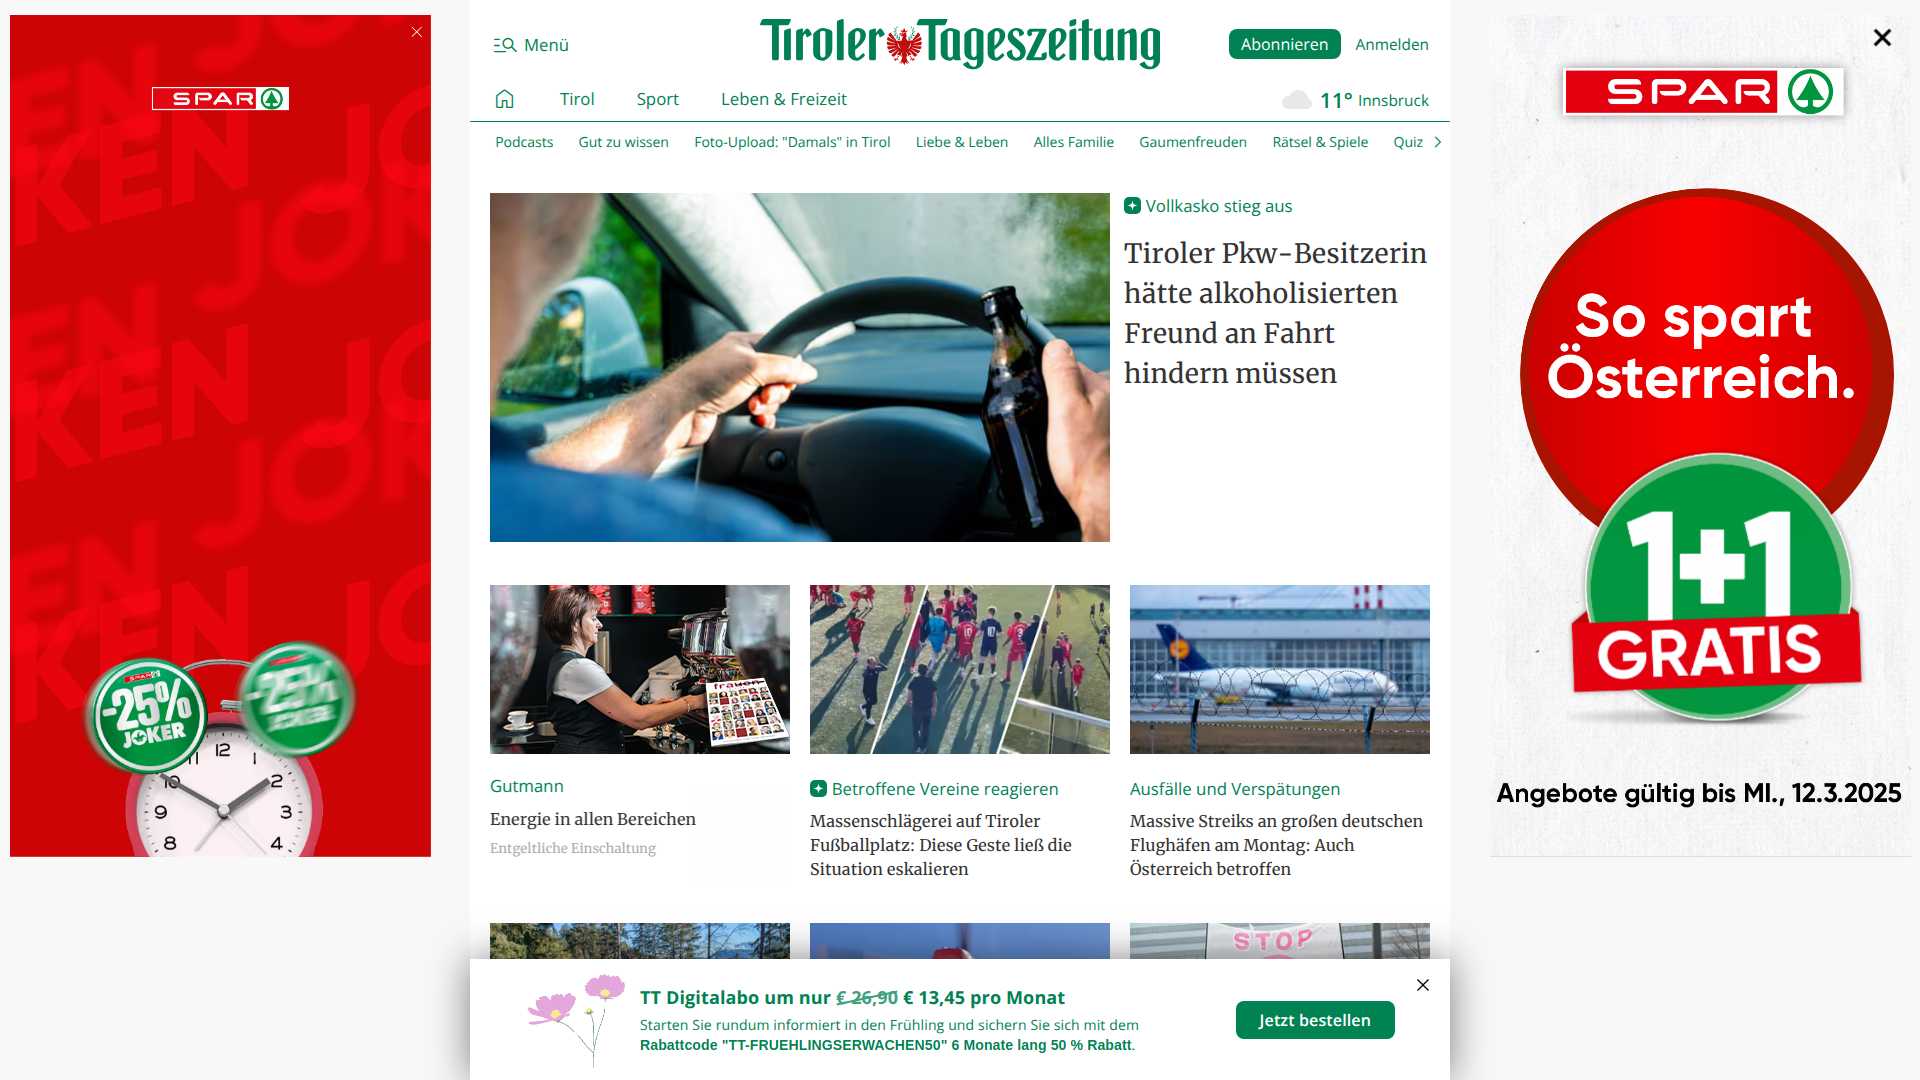 SPAR
-25%
JOKER
12
11
1
10
2
9
3
8
4
Menü
Tiroler Tageszeitung
Abonnieren
Anmelden
Tirol
Sport
Leben & Freizeit
11° Innsbruck
Podcasts
Gut zu wissen
Foto-Upload: "Damals" in Tirol
Liebe & Leben
Alles Familie
Gaumenfreuden
Rätsel & Spiele
Quiz
Vollkasko stieg aus
Tiroler Pkw-Besitzerin
hätte alkoholisierten
Freund an Fahrt
hindern müssen
frauen
Gutmann
Energie in allen Bereichen
Entgeltliche Einschaltung
Betroffene Vereine reagieren
Massenschlägerei auf Tiroler
Fußballplatz: Diese Geste ließ die
Situation eskalieren
Ausfälle und Verspätungen
Massive Streiks an großen deutschen
Flughäfen am Montag: Auch
Österreich betroffen
STOP
TT Digitalabo um nur € 26,90 € 13,45 pro Monat
Starten Sie rundum informiert in den Frühling und sichern Sie sich mit dem
Rabattcode "TT-FRUEHLINGSERWACHEN50" 6 Monate lang 50 % Rabatt.
Jetzt bestellen
SPAR
So spart
Österreich.
1+1
GRATIS
Angebote gültig bis MI., 12.3.2025